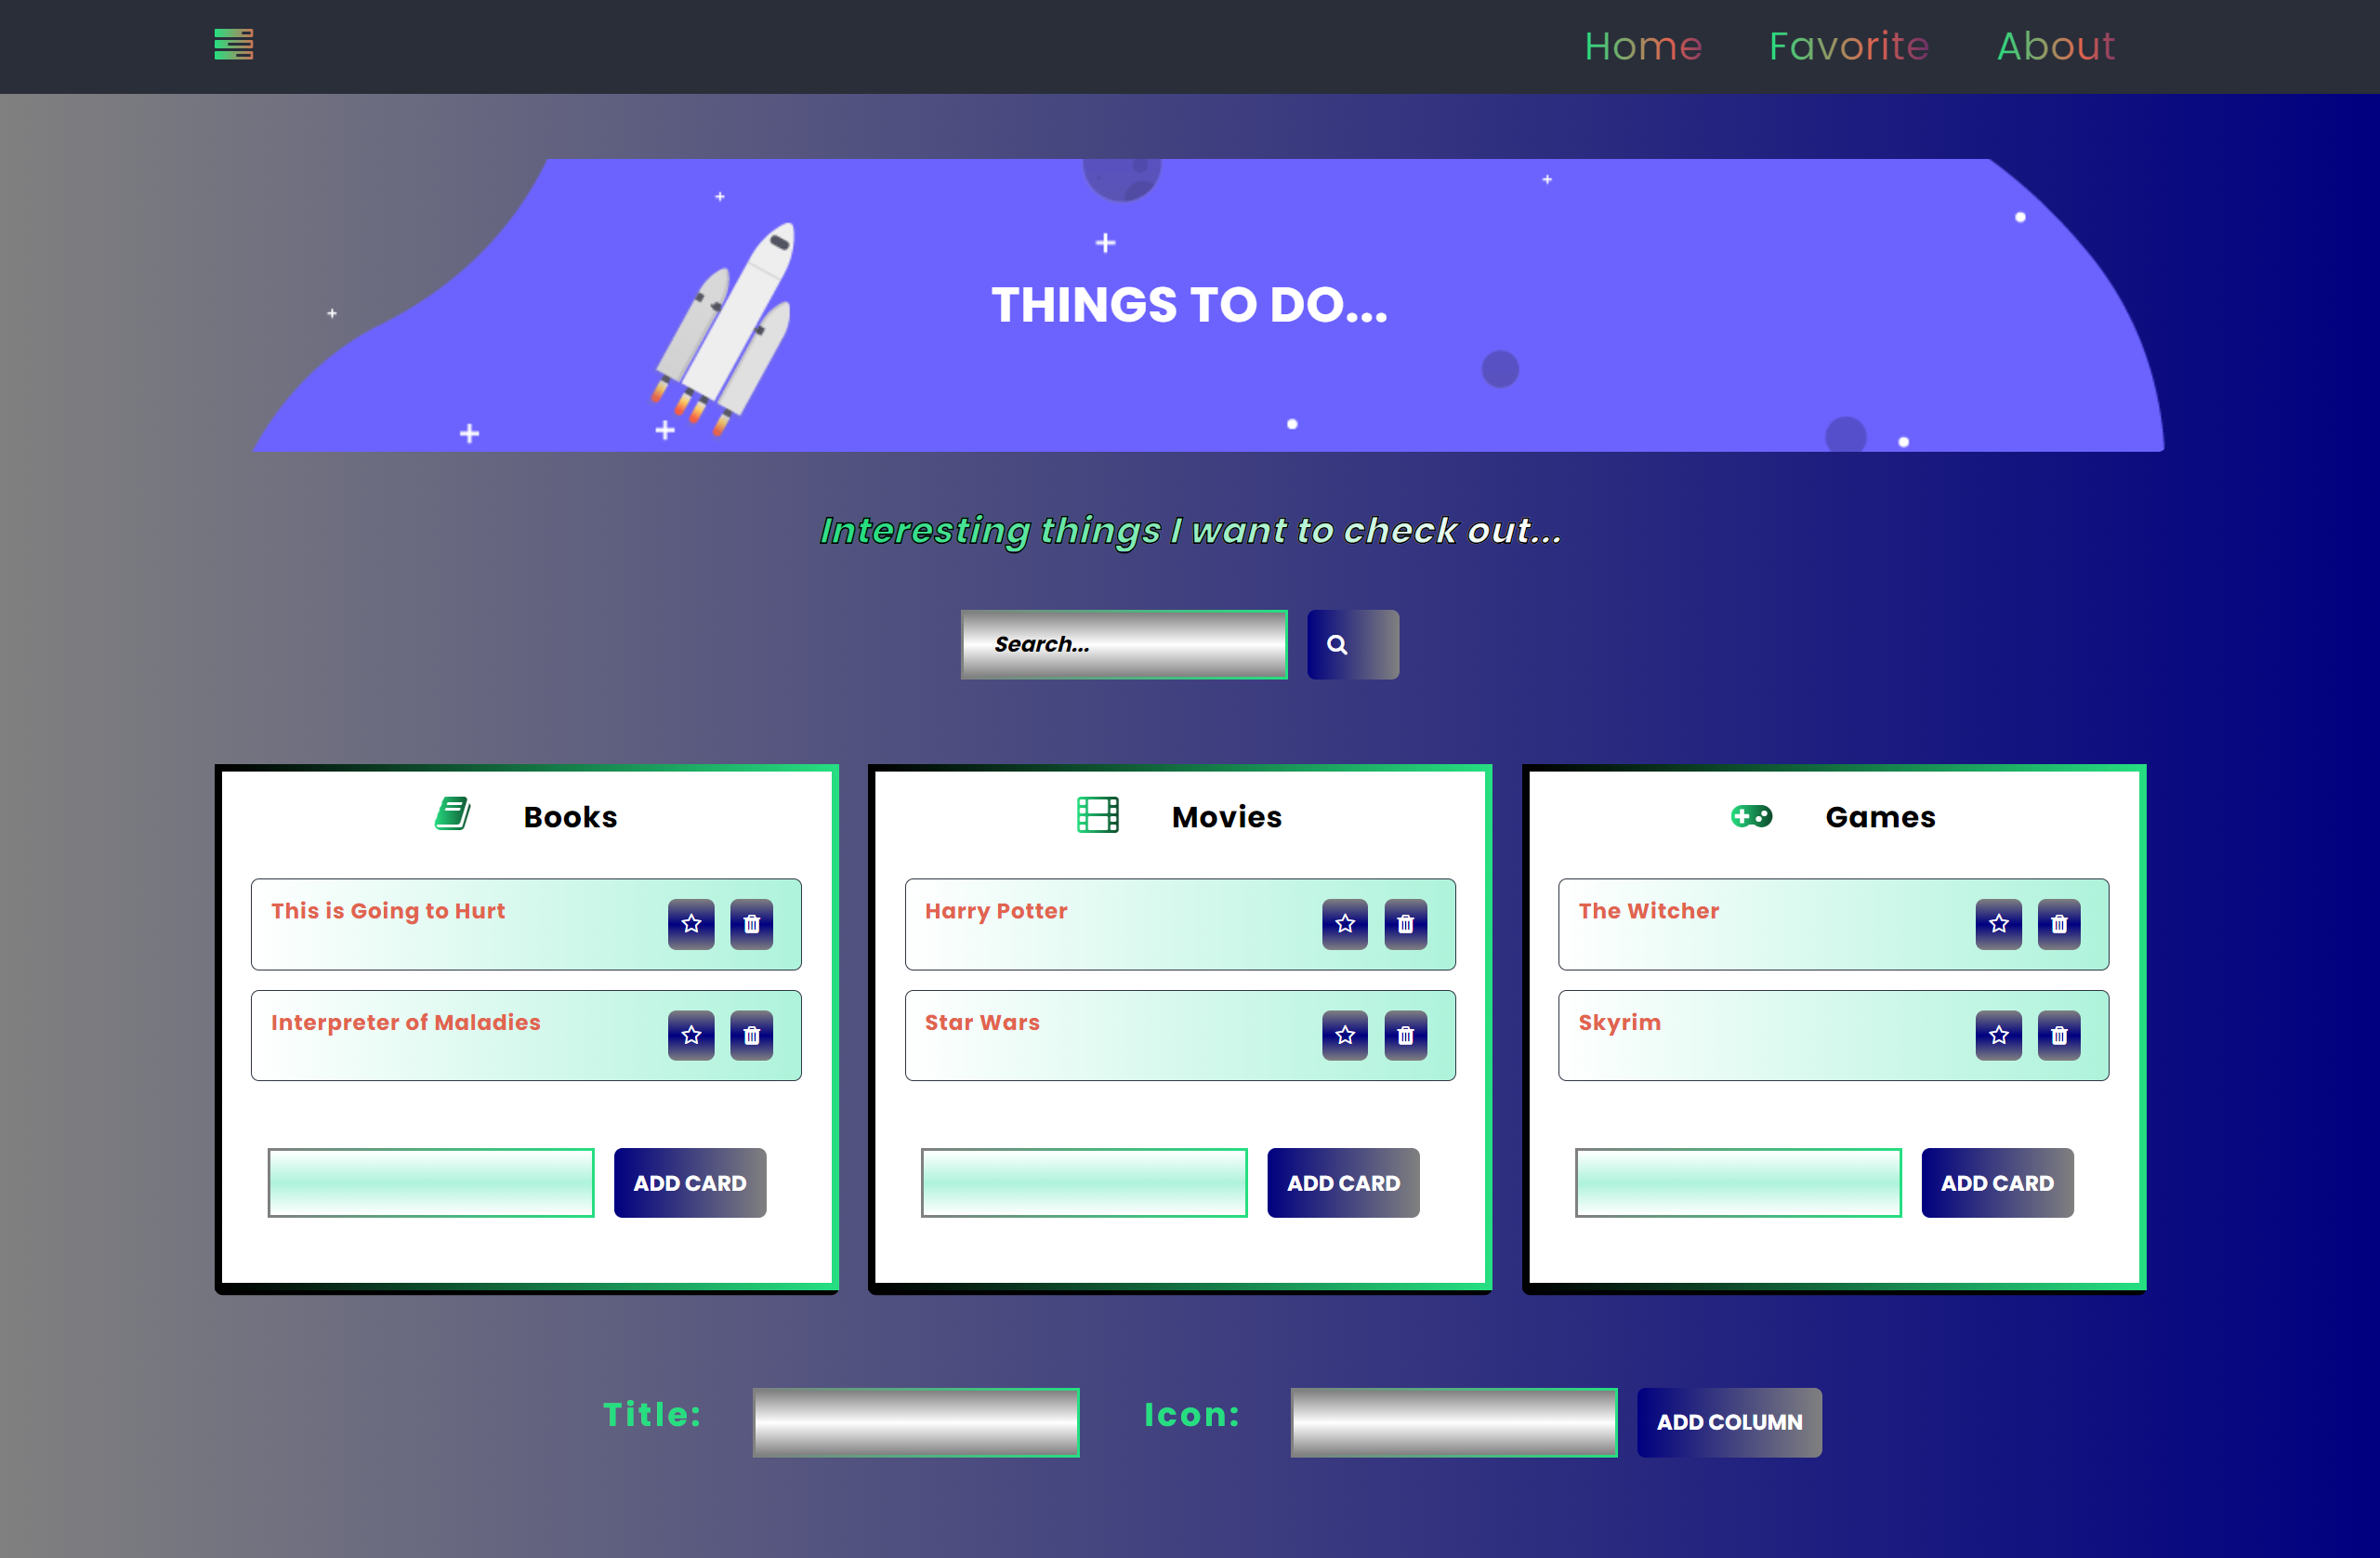 Home Favorite About
THINGS TO DO...
Interesting things I want to check out...
Search...
Books
This is Going to Hurt
Interpreter of Maladies
ADD CARD
Movies
Harry Potter
Star Wars
ADD CARD
Games
The Witcher
Skyrim
ADD CARD
Title: Icon: ADD COLUMN